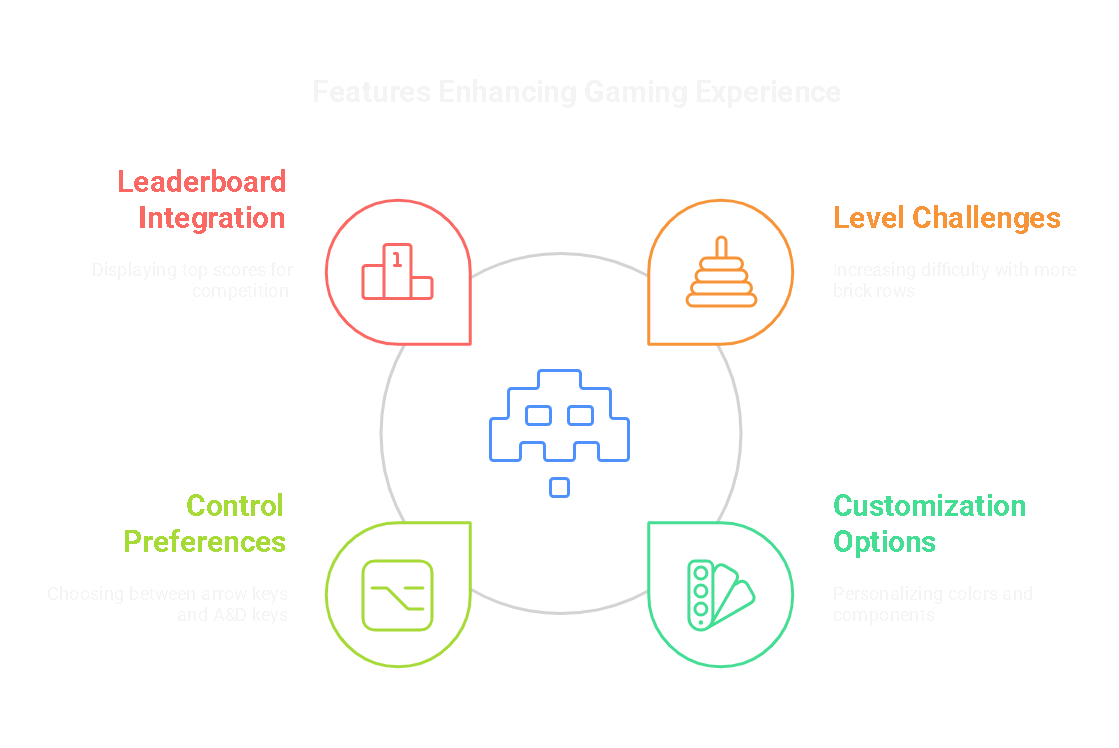 Features Enhancing Gaming Experience
Leaderboard
Integration
Displaying top scores for
competition
1
Level Challenges
Increasing difficulty with more
brick rows
Control
Preferences
Choosing between arrow keys
and A&D keys
Customization
Options
Personalizing colors and
components